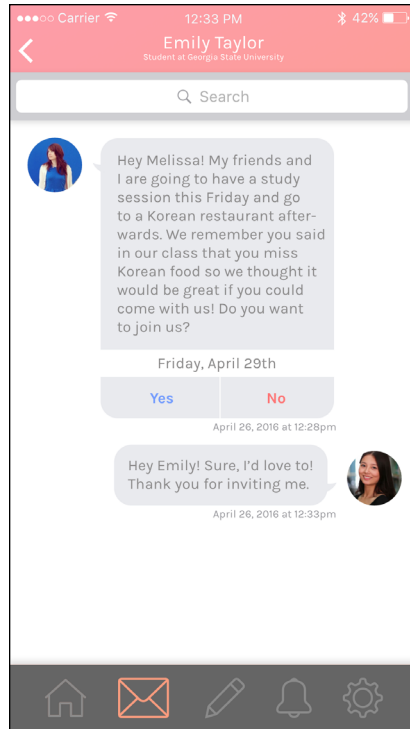 Carrier 12:33 PM 42%
Emily Taylor
Student at Georgia State University
Search
Hey Melissa! My friends and
I are going to have a study
session this Friday and go
to a Korean restaurant after-
wards. We remember you said
in our class that you miss
Korean food so we thought it
would be great if you could
come with us! Do you want
to join us?
Friday, April 29th
Yes No
April 26, 2016 at 12:28pm
Hey Emily! Sure, I'd love to!
Thank you for inviting me.
April 26, 2016 at 12:33pm